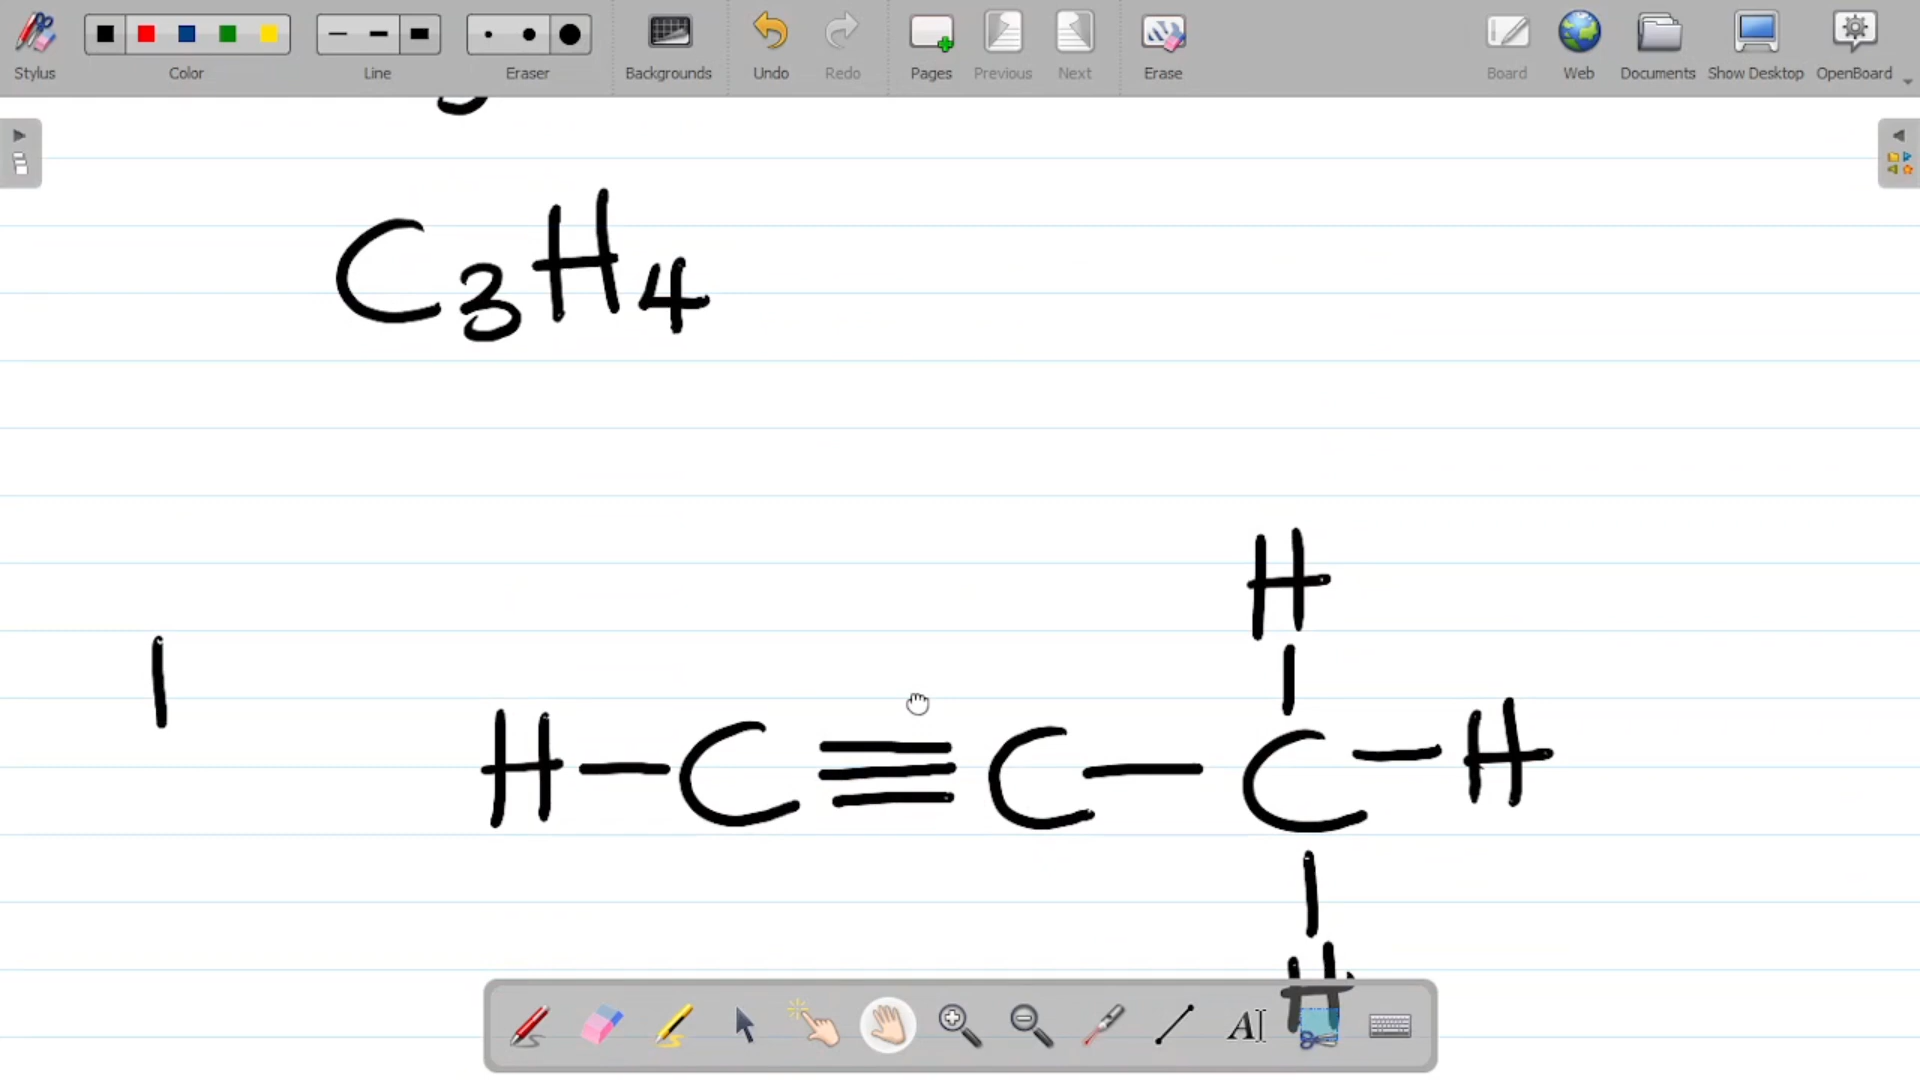 Stylus Color Line Eraser Backgrounds Undo Redo Pages Previous Next Erase Board Web Documents Show Desktop OpenBoard
C3H4
H
|
H—C≡C—C—H
|
H
A